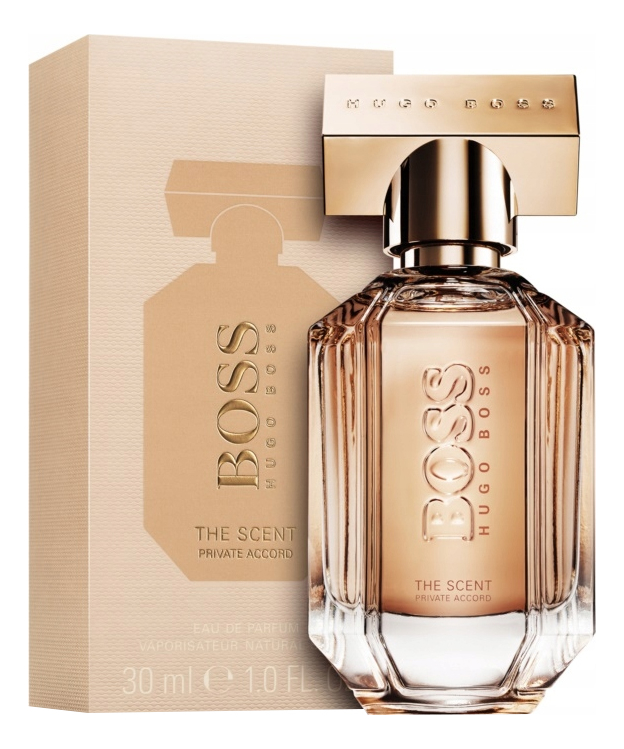 BOSS
HUGO BOSS
THE SCENT
PRIVATE ACCORD
EAU DE PARFUM
VAPORISATEUR NATURAL
30 ml ℮ 1.0 FL.
HUGO BOSS
BOSS
HUGO BOSS
THE SCENT
PRIVATE ACCORD